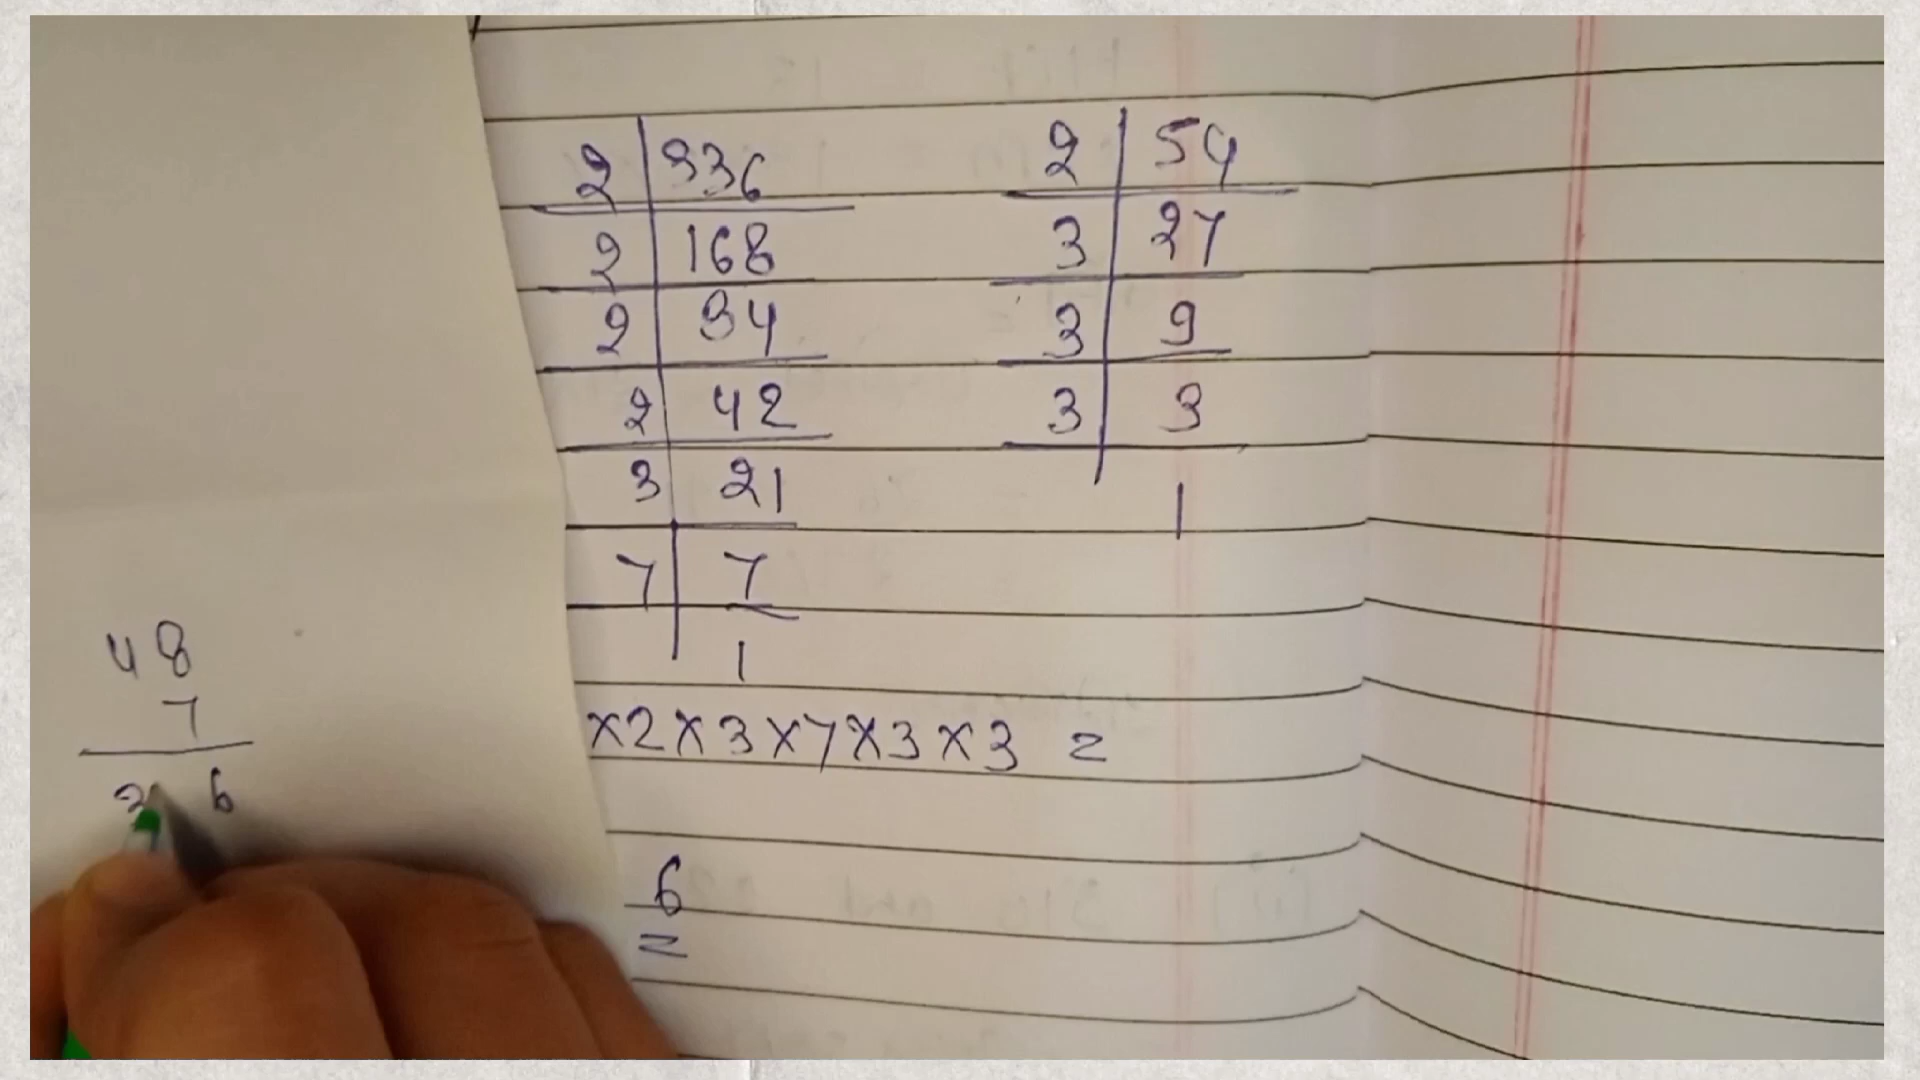 2 | 336
2 | 168
2 | 84
2 | 42
3 | 21
7 | 7
1
2 | 54
3 | 27
3 | 9
3 | 3
1
×2×3×7×3×3 =
6
=
48
7
6